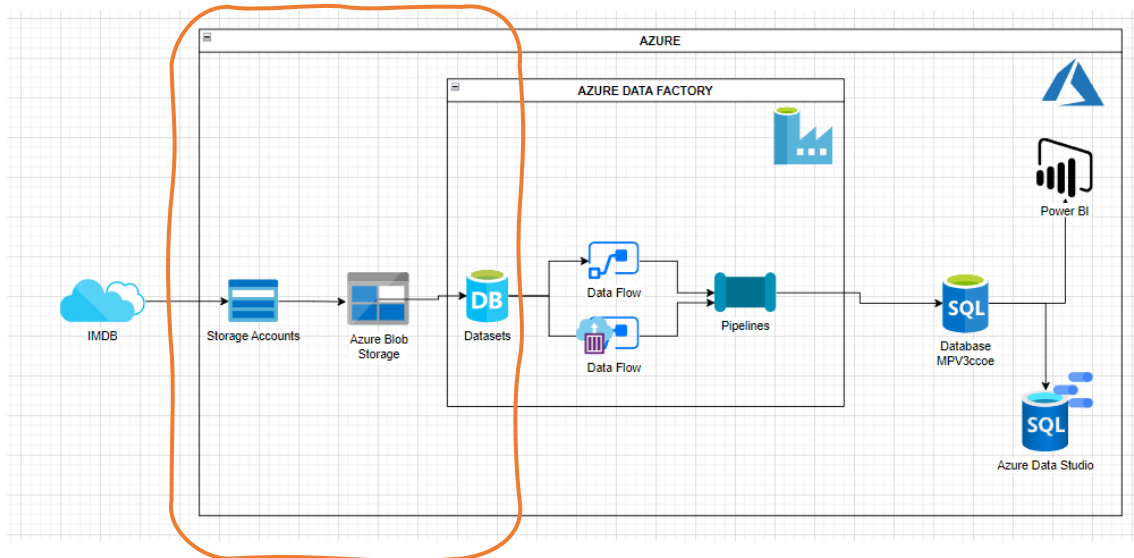 AZURE
AZURE DATA FACTORY
Power BI
Data Flow
DB
SQL
IMDB
Storage Accounts
Azure Blob
Storage
Datasets
Pipelines
Data Flow
Database
MPV3ccoe
SQL
Azure Data Studio